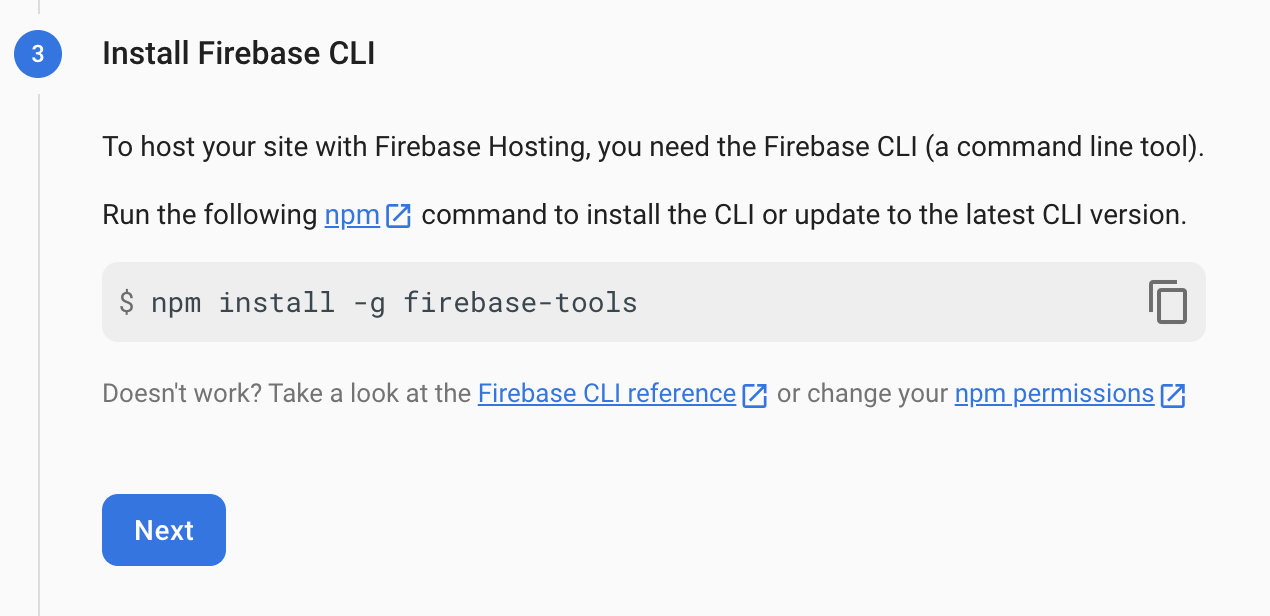 3
Install Firebase CLI
To host your site with Firebase Hosting, you need the Firebase CLI (a command line tool).
Run the following npm command to install the CLI or update to the latest CLI version.
$ npm install -g firebase-tools
Doesn't work? Take a look at the Firebase CLI reference or change your npm permissions
Next